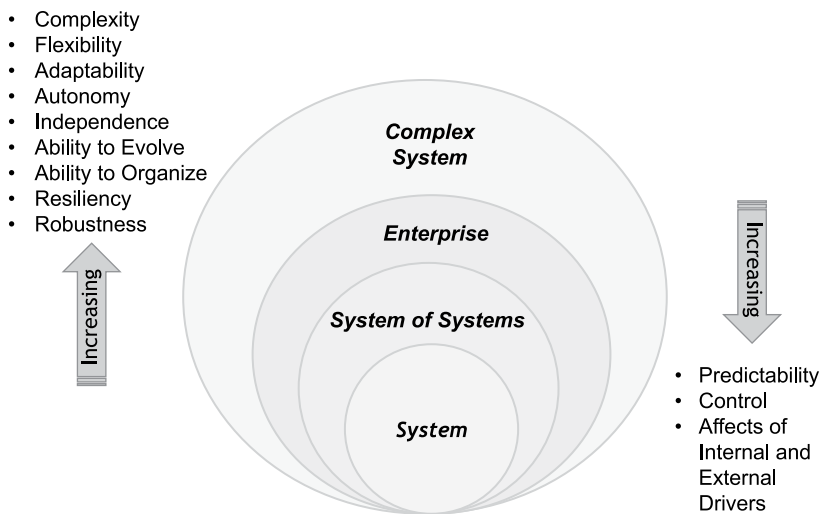 • Complexity
• Flexibility
• Adaptability
• Autonomy
• Independence
• Ability to Evolve
• Ability to Organize
• Resiliency
• Robustness
Increasing
Complex
System
Enterprise
System of Systems
System
Increasing
• Predictability
• Control
• Affects of
Internal and
External
Drivers